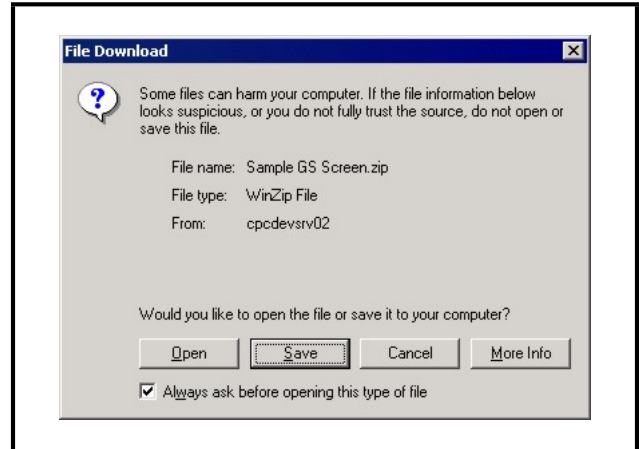 File Download
Some files can harm your computer. If the file information below
looks suspicious, or you do not fully trust the source, do not open or
save this file.
File name: Sample GS Screen.zip
File type: WinZip File
From: cpcdevsrv02
Would you like to open the file or save it to your computer?
Open Save Cancel More Info
Always ask before opening this type of file